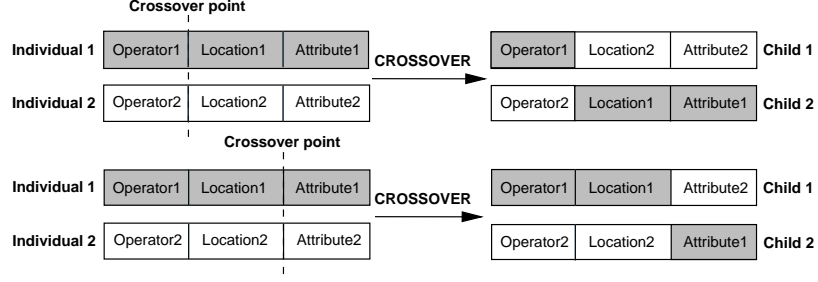 Crossover point
Individual 1 Operator1 Location1 Attribute1 Operator1 Location2 Attribute2 Child 1
CROSSOVER
Individual 2 Operator2 Location2 Attribute2 Operator2 Location1 Attribute1 Child 2
Crossover point
Individual 1 Operator1 Location1 Attribute1 Operator1 Location1 Attribute2 Child 1
CROSSOVER
Individual 2 Operator2 Location2 Attribute2 Operator2 Location2 Attribute1 Child 2